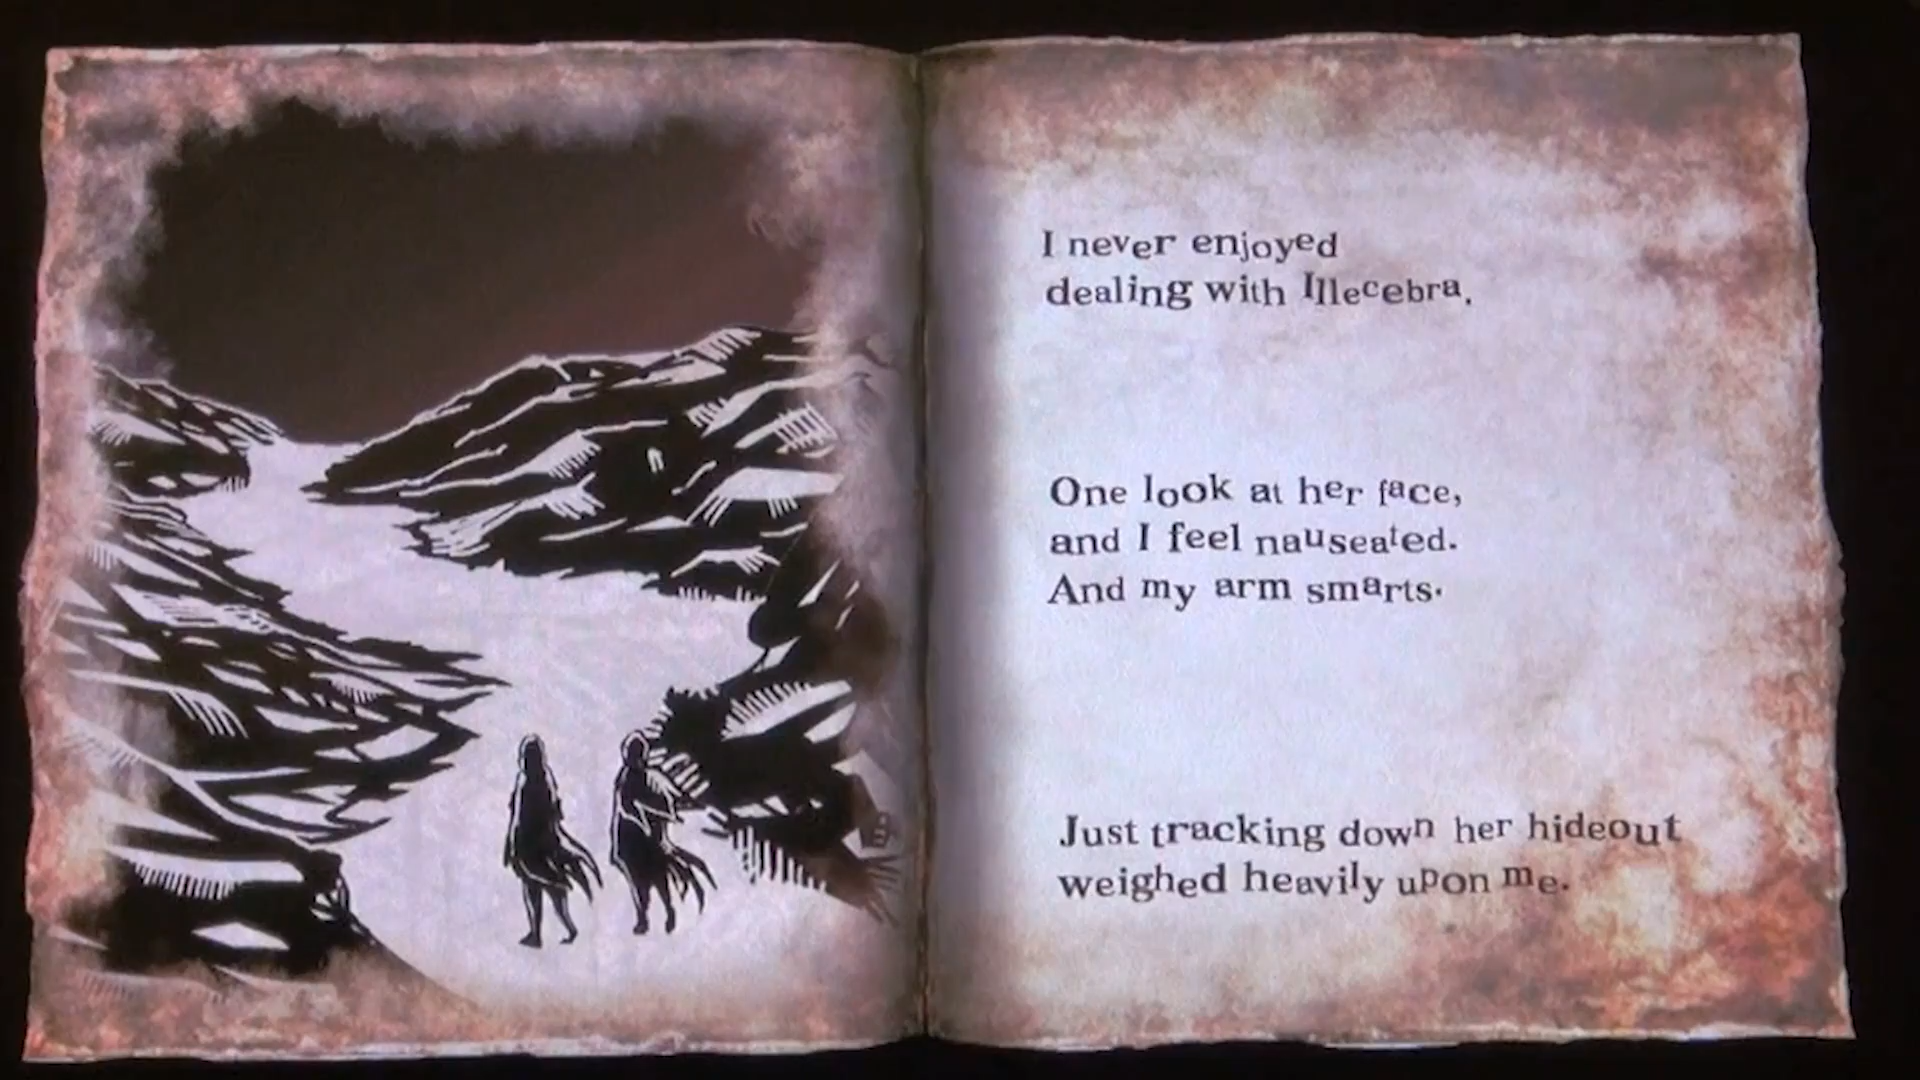 I never enjoyed
dealing with Illecebra.
One look at her face,
and I feel nauseated.
And my arm smarts.
Just tracking down her hideout
weighed heavily upon me.